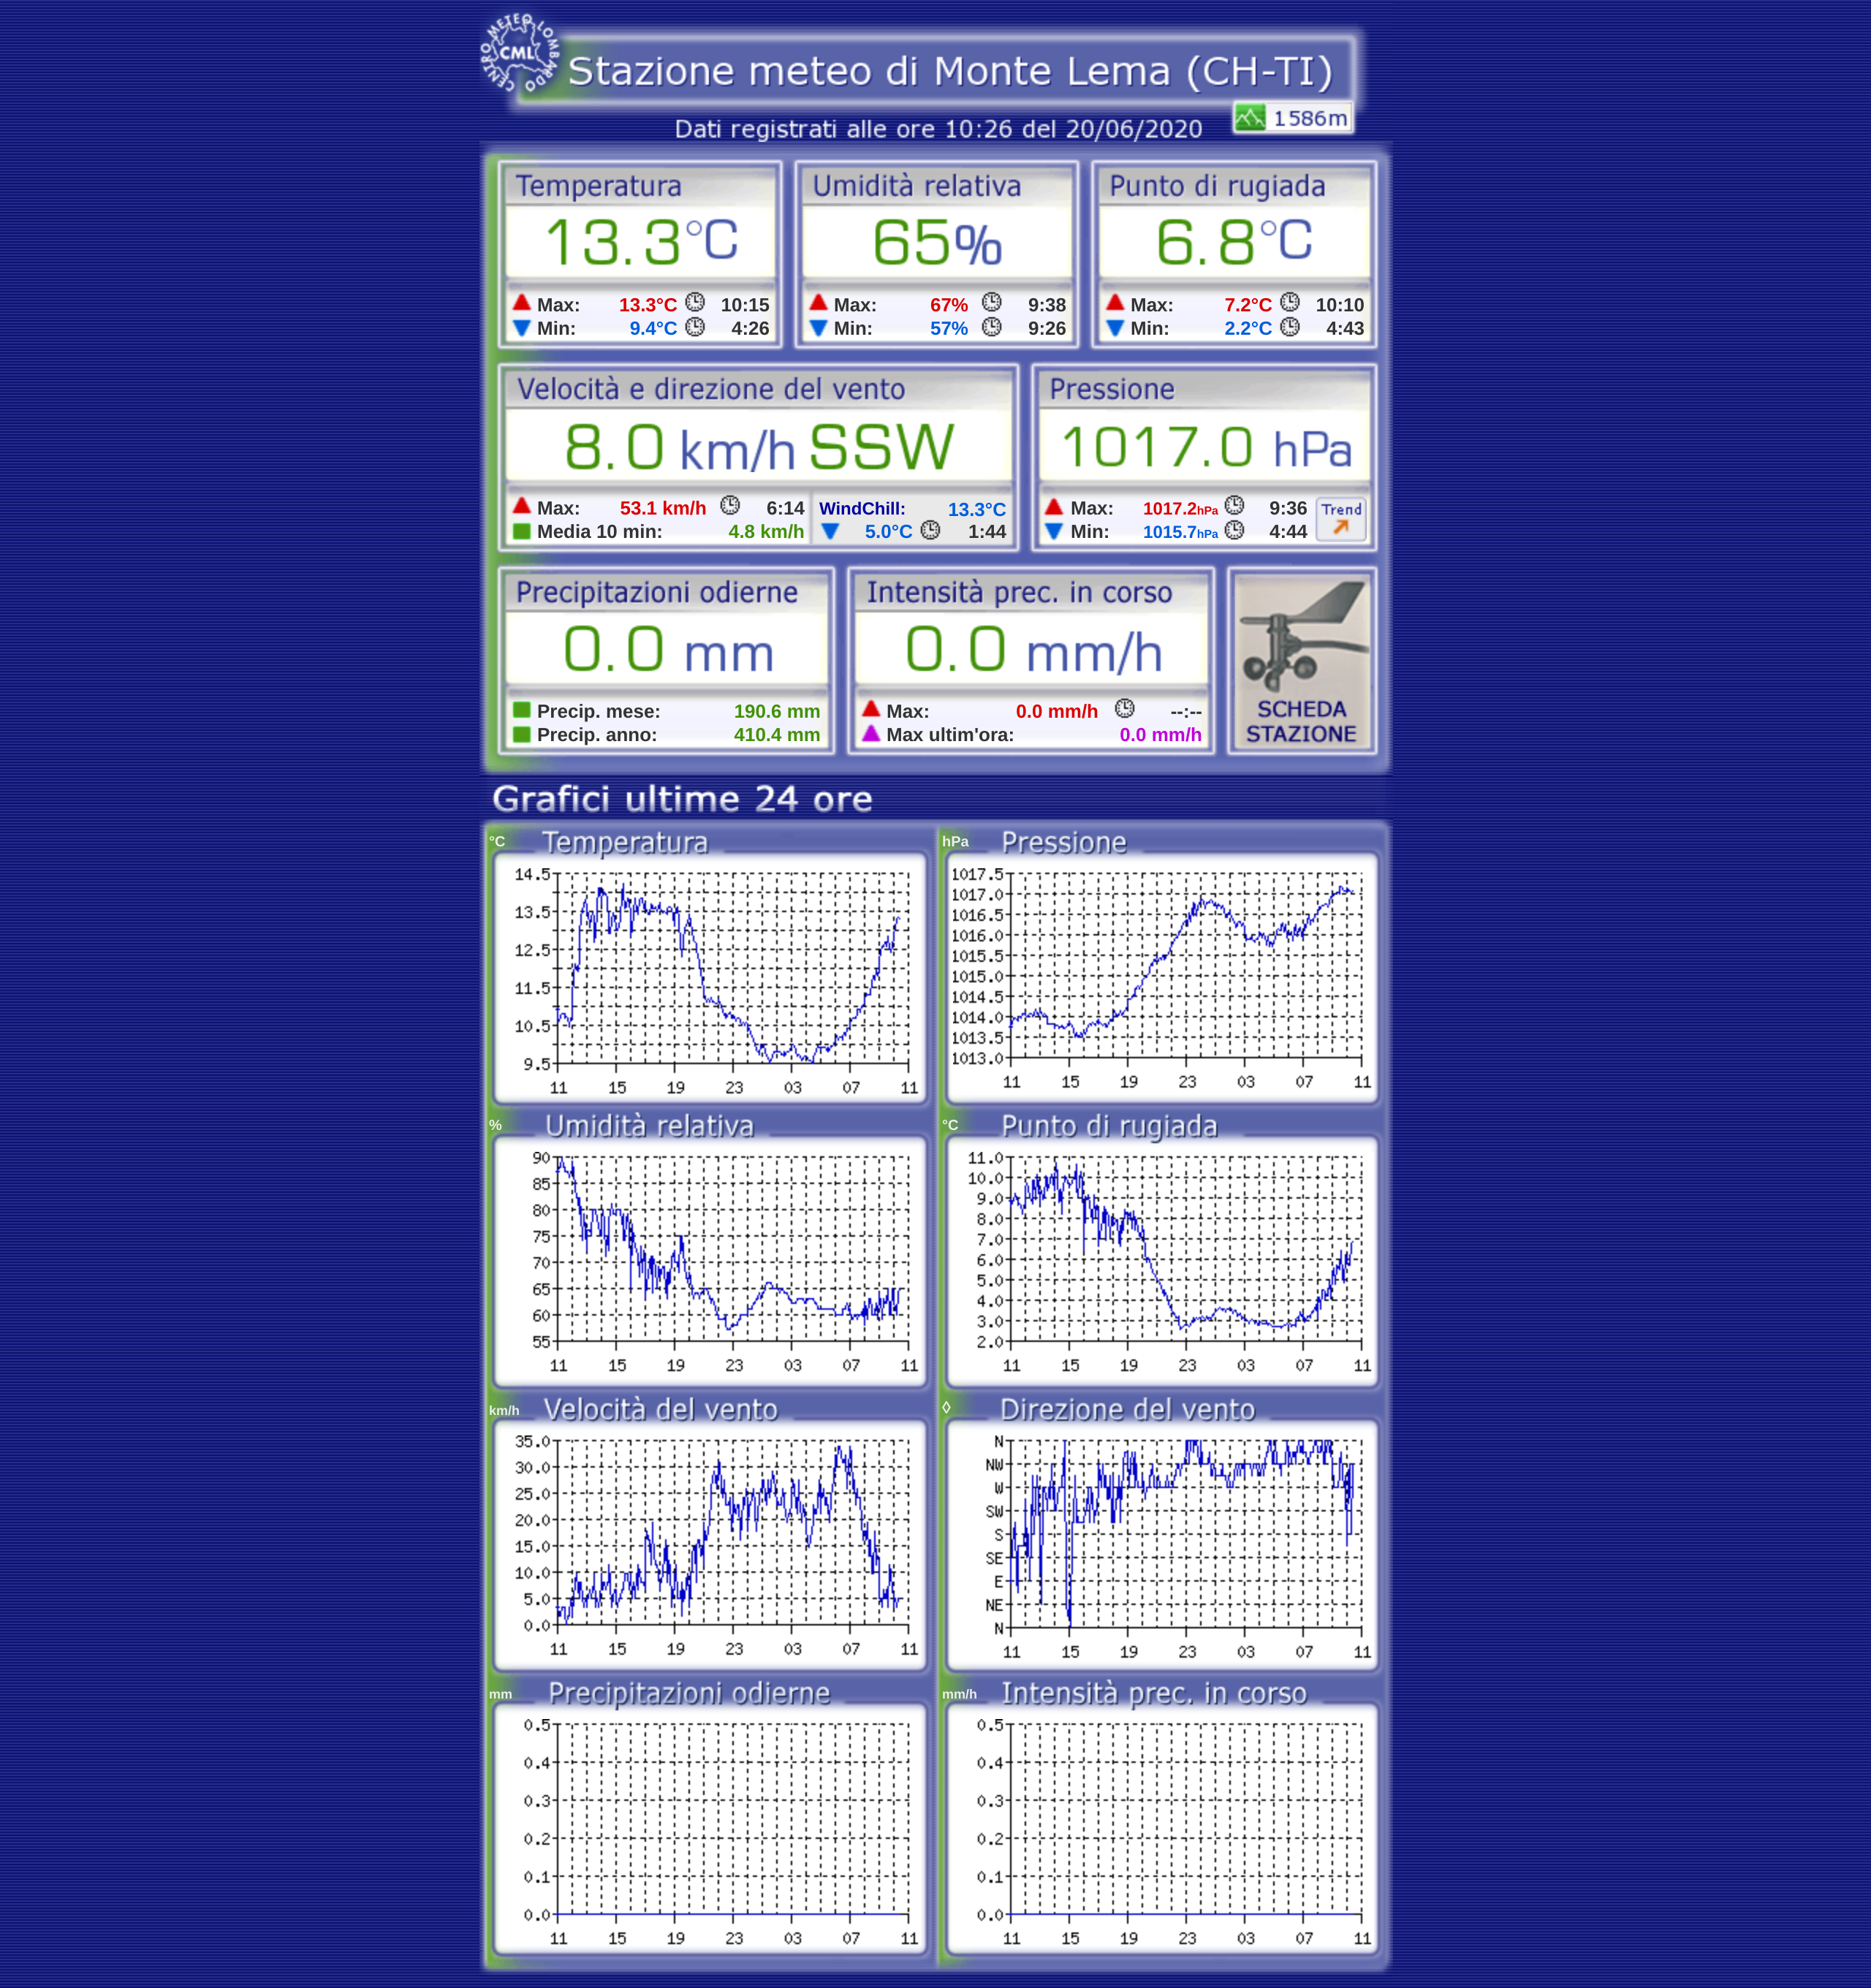 CENTRO METEO LOMBARDO
CML
Stazione meteo di Monte Lema (CH-TI)
1586m
Dati registrati alle ore 10:26 del 20/06/2020
Temperatura Umidità relativa Punto di rugiada
13.3°C 65% 6.8°C
Max: 13.3°C 10:15 Max: 67% 9:38 Max: 7.2°C 10:10
Min: 9.4°C 4:26 Min: 57% 9:26 Min: 2.2°C 4:43
Velocità e direzione del vento Pressione
8.0 km/h SSW 1017.0 hPa
Max: 53.1 km/h 6:14 WindChill: 13.3°C Max: 1017.2hPa 9:36 Trend
Media 10 min: 4.8 km/h 5.0°C 1:44 Min: 1015.7hPa 4:44
Precipitazioni odierne Intensità prec. in corso
0.0 mm 0.0 mm/h
Precip. mese: 190.6 mm Max: 0.0 mm/h --:-- SCHEDA
Precip. anno: 410.4 mm Max ultim'ora: 0.0 mm/h STAZIONE
Grafici ultime 24 ore
°C Temperatura
14.5
13.5
12.5
11.5
10.5
9.5
11 15 19 23 03 07 11
hPa Pressione
1017.5
1017.0
1016.5
1016.0
1015.5
1015.0
1014.5
1014.0
1013.5
1013.0
11 15 19 23 03 07 11
% Umidità relativa
90
85
80
75
70
65
60
55
11 15 19 23 03 07 11
°C Punto di rugiada
11.0
10.0
9.0
8.0
7.0
6.0
5.0
4.0
3.0
2.0
11 15 19 23 03 07 11
km/h Velocità del vento
35.0
30.0
25.0
20.0
15.0
10.0
5.0
0.0
11 15 19 23 03 07 11
◊ Direzione del vento
N
NW
W
SW
S
SE
E
NE
N
11 15 19 23 03 07 11
mm Precipitazioni odierne
0.5
0.4
0.3
0.2
0.1
0.0
11 15 19 23 03 07 11
mm/h Intensità prec. in corso
0.5
0.4
0.3
0.2
0.1
0.0
11 15 19 23 03 07 11